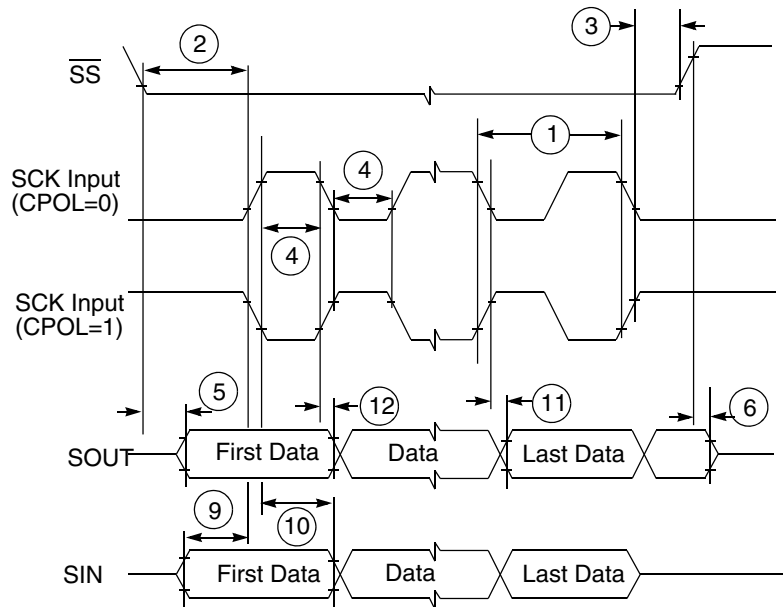 2
3
SS
1
SCK Input
(CPOL=0)
4
4
SCK Input
(CPOL=1)
5
12
11
6
SOUT
First Data
Data
Last Data
9
10
SIN
First Data
Data
Last Data